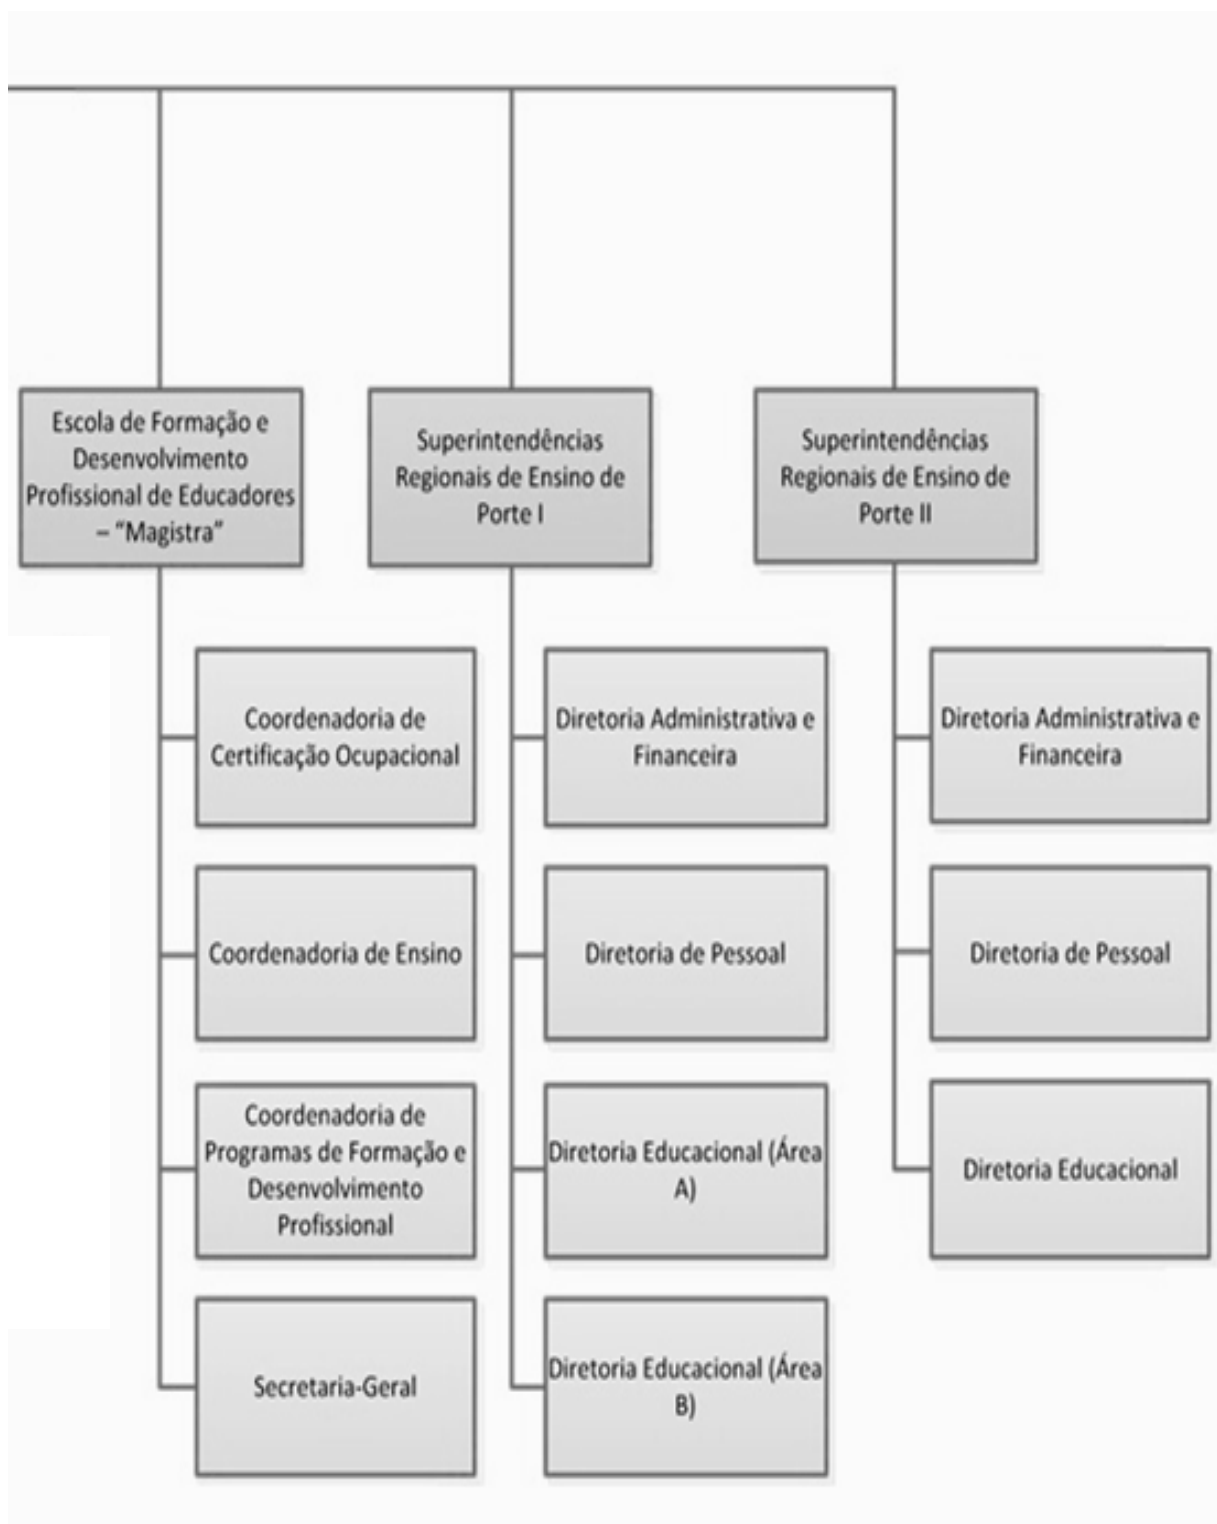 Escola de Formação e
Desenvolvimento
Profissional de Educadores
– “Magistra”
Coordenadoria de
Certificação Ocupacional
Coordenadoria de Ensino
Coordenadoria de
Programas de Formação e
Desenvolvimento
Profissional
Secretaria-Geral
Superintendências
Regionais de Ensino de
Porte I
Diretoria Administrativa e
Financeira
Diretoria de Pessoal
Diretoria Educacional (Área
A)
Diretoria Educacional (Área
B)
Superintendências
Regionais de Ensino de
Porte II
Diretoria Administrativa e
Financeira
Diretoria de Pessoal
Diretoria Educacional